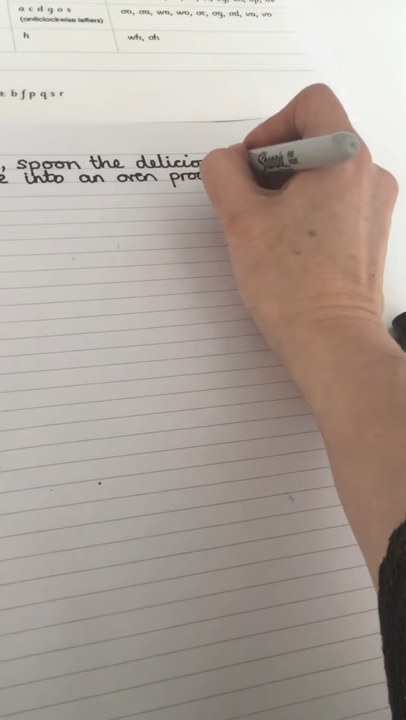 a c d g o s
(anticlockwise letters)
oo, oa, wa, wo, oc, og, od, va, vo
h
wh, oh
t b f p q s r
, spoon the delicio
e into an oven pro
Sharpie